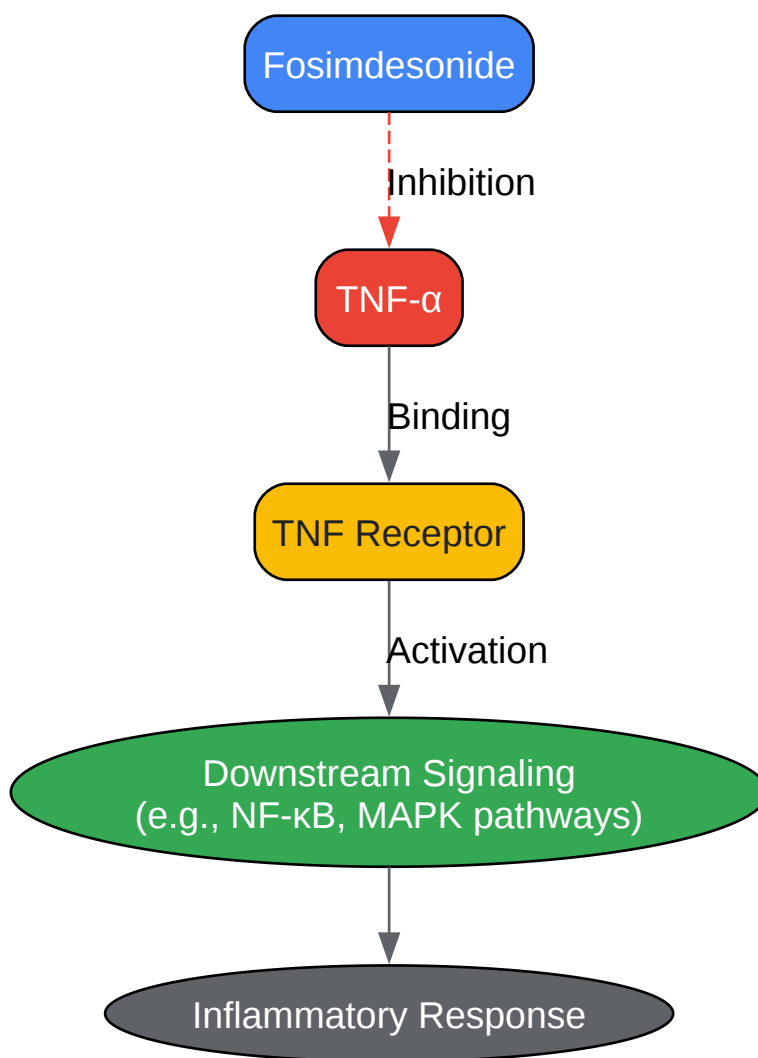 Fosimdesonide
Inhibition
TNF-α
Binding
TNF Receptor
Activation
Downstream Signaling
(e.g., NF-κB, MAPK pathways)
Inflammatory Response